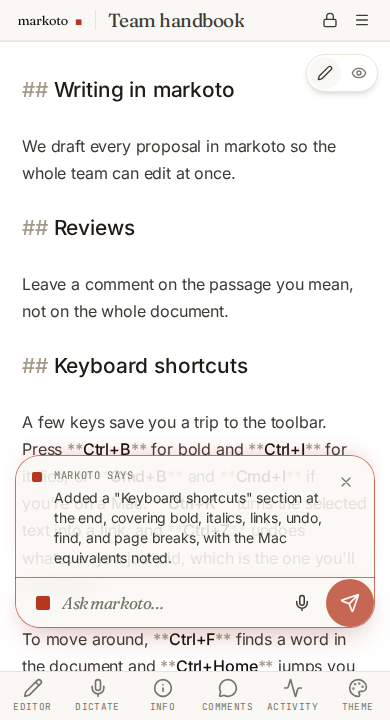 markoto
Team handbook
## Writing in markoto
We draft every proposal in markoto so the
whole team can edit at once.
## Reviews
Leave a comment on the passage you mean,
not on the whole document.
## Keyboard shortcuts
A few keys save you a trip to the toolbar.
Press **Ctrl+B** for bold and **Ctrl+I** for
MARKOTO SAYS
Added a "Keyboard shortcuts" section at
the end, covering bold, italics, links, undo,
find, and page breaks, with the Mac
equivalents noted.
Ask markoto...
To move around, **Ctrl+F** finds a word in
the document and **Ctrl+Home** jumps you
EDITOR DICTATE INFO COMMENTS ACTIVITY THEME